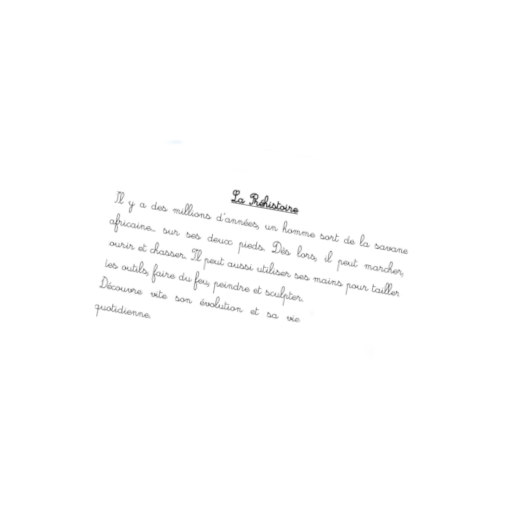 La Préhistoire
Il y a des millions d'années, un homme sort de la savane
africaine... sur ses deux pieds. Dès lors, il peut marcher,
courir et chasser. Il peut aussi utiliser ses mains pour tailler
les outils, faire du feu, peindre et sculpter.
Découvre vite son évolution et sa vie
quotidienne.